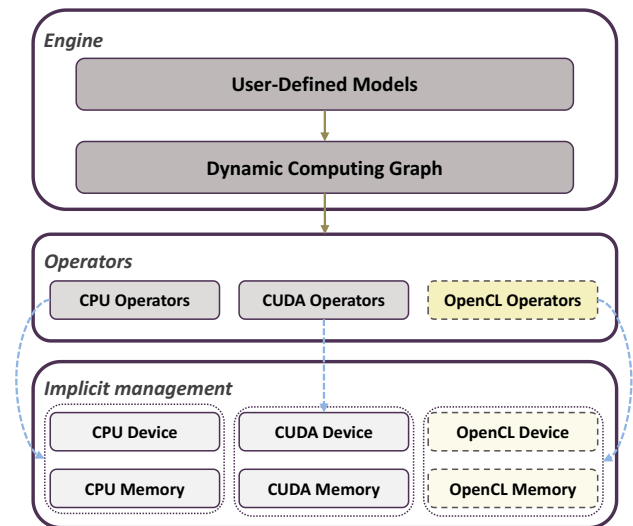 Engine
User-Defined Models
Dynamic Computing Graph
Operators
CPU Operators
CUDA Operators
OpenCL Operators
Implicit management
CPU Device
CUDA Device
OpenCL Device
CPU Memory
CUDA Memory
OpenCL Memory